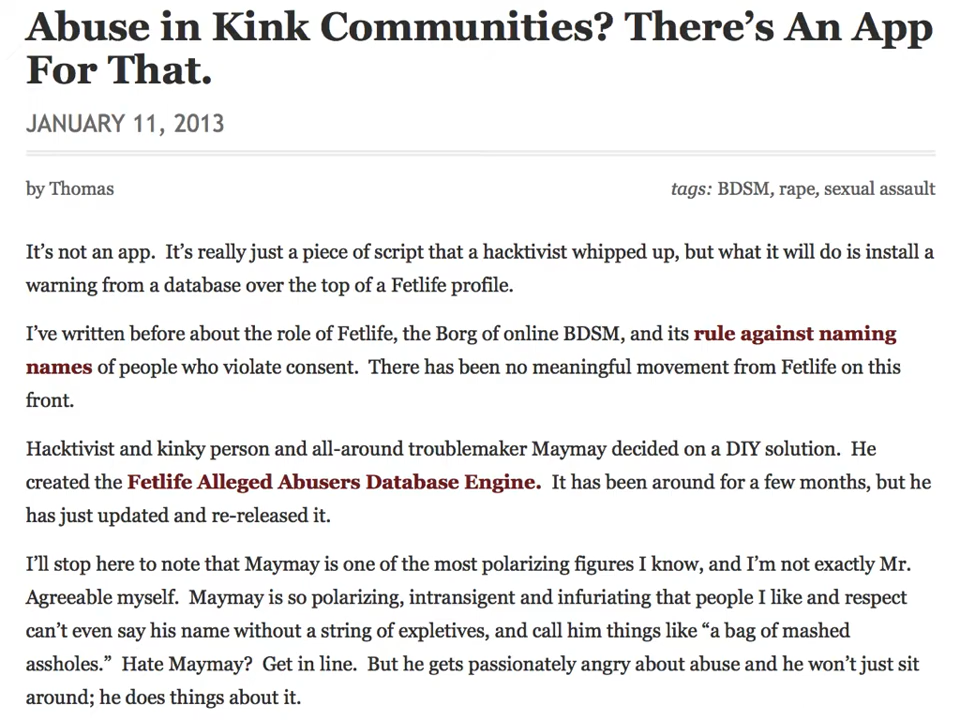 Abuse in Kink Communities? There’s An App
For That.
JANUARY 11, 2013
by Thomas tags: BDSM, rape, sexual assault
It’s not an app.  It’s really just a piece of script that a hacktivist whipped up, but what it will do is install a
warning from a database over the top of a Fetlife profile.
I’ve written before about the role of Fetlife, the Borg of online BDSM, and its rule against naming
names of people who violate consent.  There has been no meaningful movement from Fetlife on this
front.
Hacktivist and kinky person and all-around troublemaker Maymay decided on a DIY solution.  He
created the Fetlife Alleged Abusers Database Engine.  It has been around for a few months, but he
has just updated and re-released it.
I’ll stop here to note that Maymay is one of the most polarizing figures I know, and I’m not exactly Mr.
Agreeable myself.  Maymay is so polarizing, intransigent and infuriating that people I like and respect
can’t even say his name without a string of expletives, and call him things like “a bag of mashed
assholes.”  Hate Maymay?  Get in line.  But he gets passionately angry about abuse and he won’t just sit
around; he does things about it.